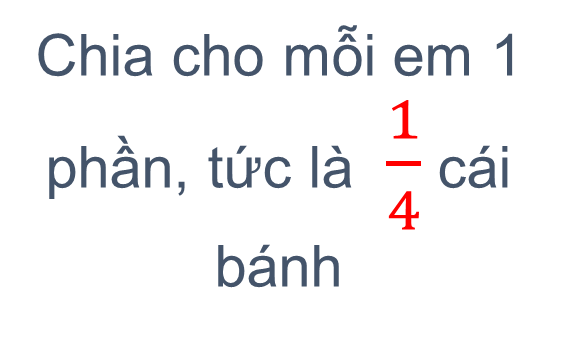 Chia cho mỗi em 1
phần, tức là 1/4 cái
bánh